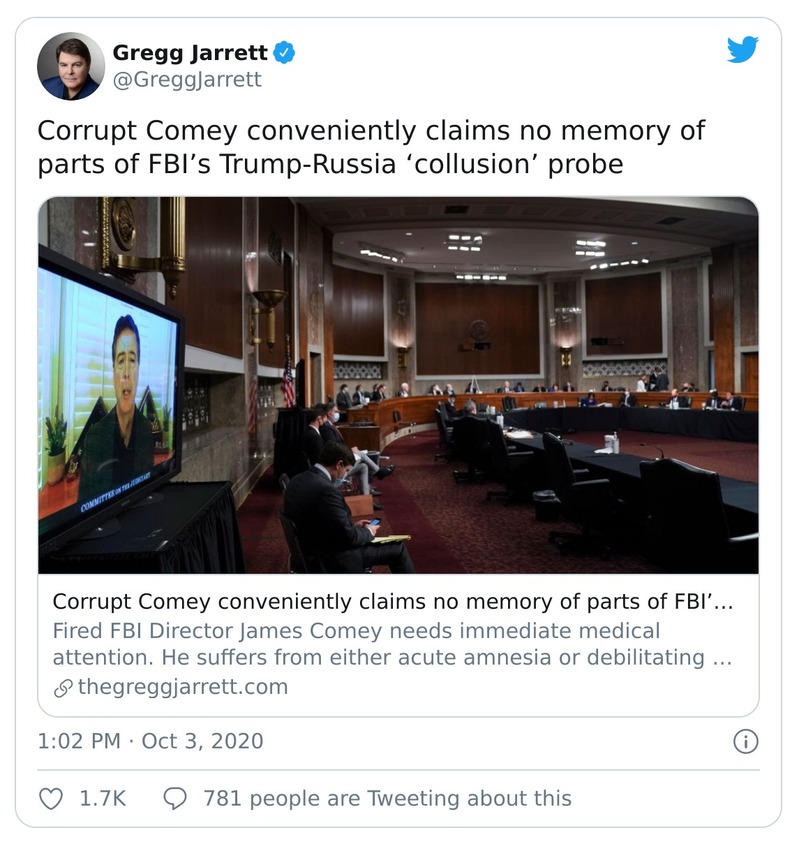 Gregg Jarrett
@GreggJarrett
Corrupt Comey conveniently claims no memory of
parts of FBI’s Trump-Russia ‘collusion’ probe
COMMITTEE ON THE JUDICIARY
Corrupt Comey conveniently claims no memory of parts of FBI’…
Fired FBI Director James Comey needs immediate medical
attention. He suffers from either acute amnesia or debilitating …
thegreggjarrett.com
1:02 PM · Oct 3, 2020
1.7K
781 people are Tweeting about this